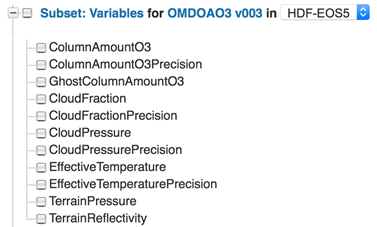 Subset: Variables for OMDOAO3 v003 in HDF-EOS5
ColumnAmountO3
ColumnAmountO3Precision
GhostColumnAmountO3
CloudFraction
CloudFractionPrecision
CloudPressure
CloudPressurePrecision
EffectiveTemperature
EffectiveTemperaturePrecision
TerrainPressure
TerrainReflectivity